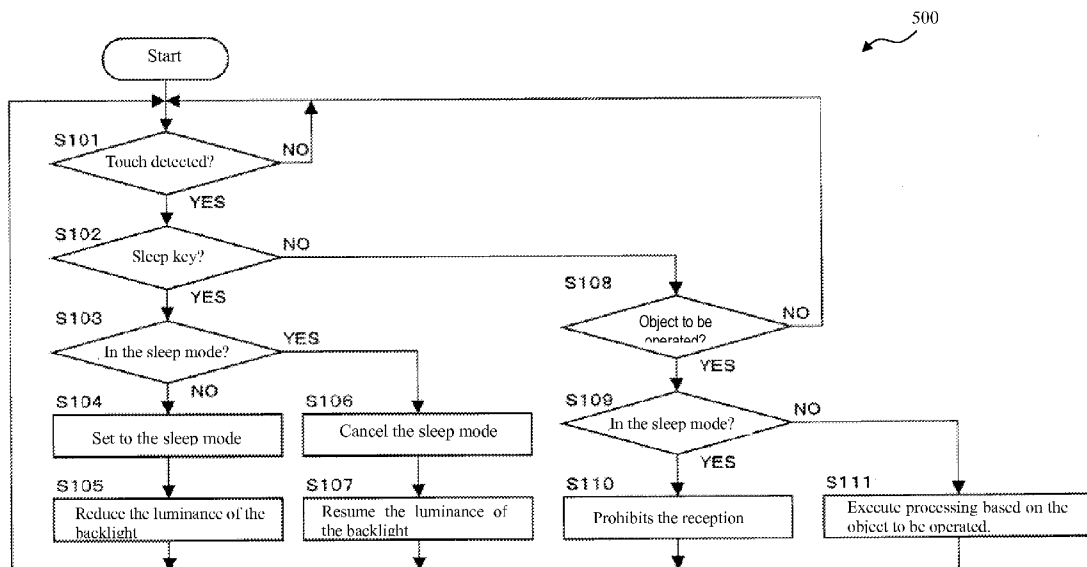 500
Start
S101
Touch detected?
NO
YES
S102
Sleep key?
NO
YES
S103
In the sleep mode?
YES
NO
S104
Set to the sleep mode
S105
Reduce the luminance of the
backlight
S106
Cancel the sleep mode
S107
Resume the luminance of
the backlight
S108
Object to be
operated?
NO
YES
S109
In the sleep mode?
NO
YES
S110
Prohibits the reception
S111
Execute processing based on the
object to be operated.